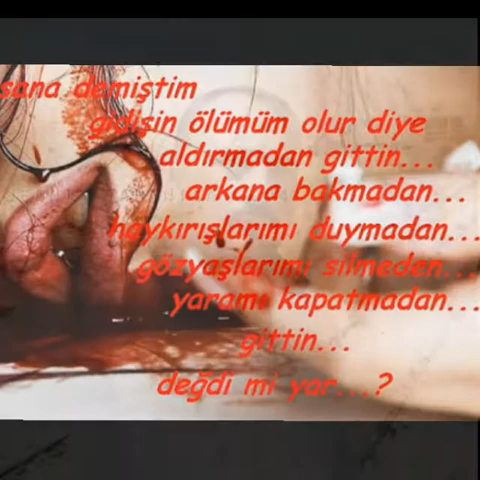 sana demiştim
gidişin ölümüm olur diye
aldırmadan gittin...
arkana bakmadan...
haykırışlarımı duymadan...
gözyaşlarımı silmeden...
yaramı kapatmadan...
gittin...
değdi mi yar...?